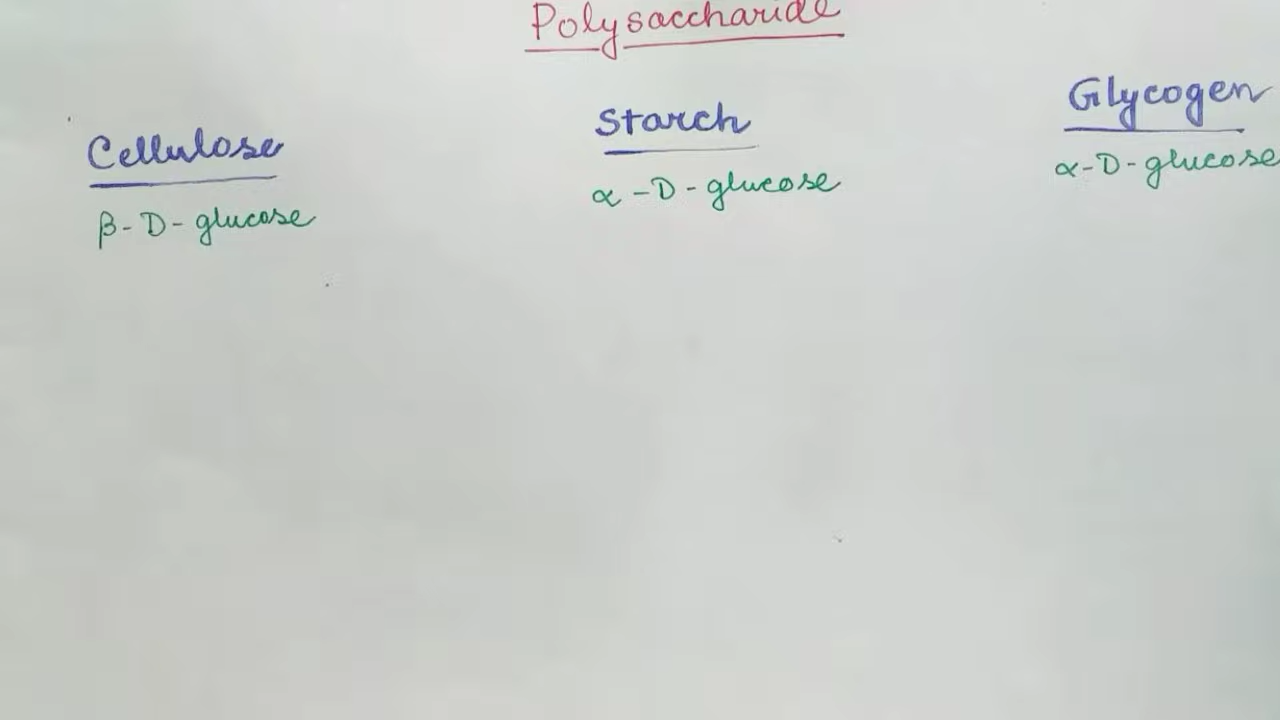 Polysaccharide
Cellulose
β-D-glucose
Starch
α-D-glucose
Glycogen
α-D-glucose